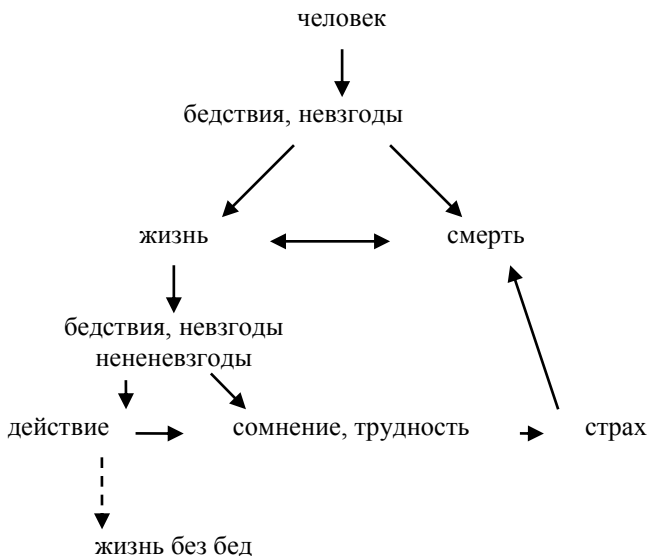 человек
бедствия, невзгоды
жизнь
смерть
бедствия, невзгоды
нененевзгоды
действие
сомнение, трудность
страх
жизнь без бед